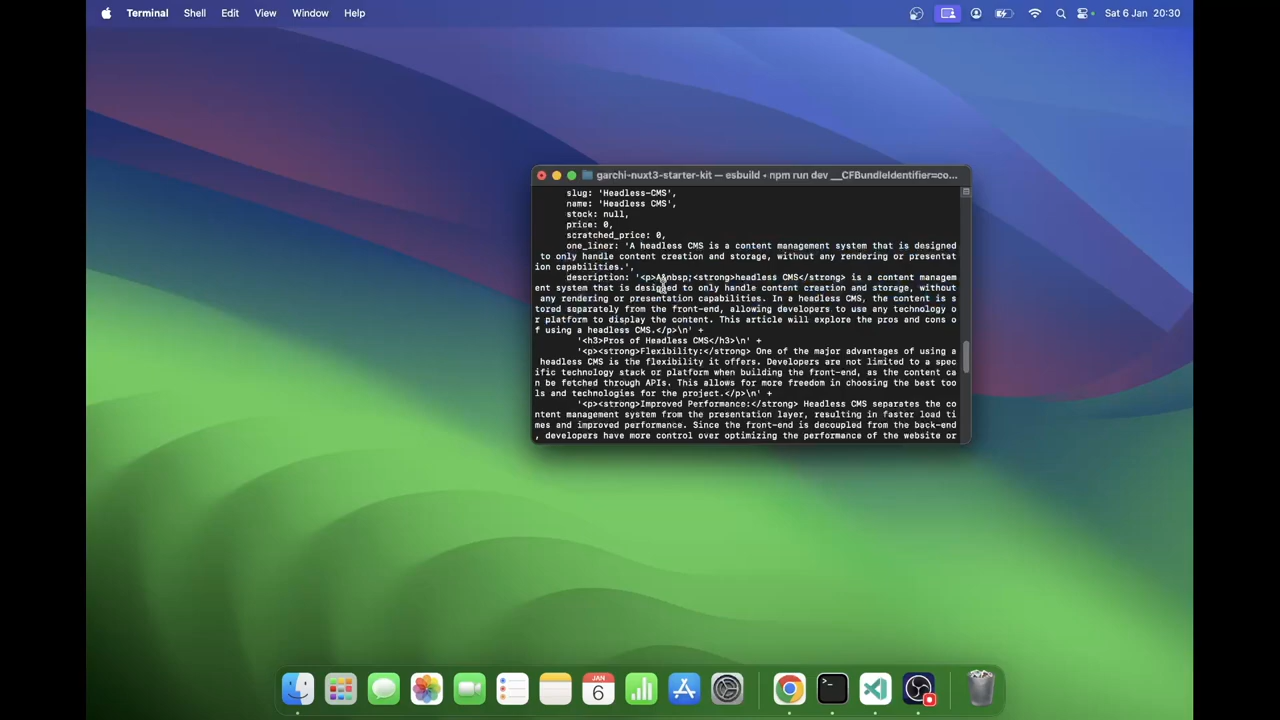 Terminal Shell Edit View Window Help Sat 6 Jan 20:30
garchi-nuxt3-starter-kit — esbuild • npm run dev __CFBundleIdentifier=co...
slug: 'Headless-CMS',
name: 'Headless CMS',
stock: null,
price: 0,
scratched_price: 0,
one_liner: 'A headless CMS is a content management system that is designed
to only handle content creation and storage, without any rendering or presentat
ion capabilities.',
description: '<p>A&nbsp;<strong>headless CMS</strong> is a content managem
ent system that is designed to only handle content creation and storage, without
any rendering or presentation capabilities. In a headless CMS, the content is s
tored separately from the front-end, allowing developers to use any technology o
r platform to display the content. This article will explore the pros and cons o
f using a headless CMS.</p>\n' +
'<h3>Pros of Headless CMS</h3>\n' +
'<p><strong>Flexibility:</strong> One of the major advantages of using a
headless CMS is the flexibility it offers. Developers are not limited to a spec
ific technology stack or platform when building the front-end, as the content ca
n be fetched through APIs. This allows for more freedom in choosing the best too
ls and technologies for the project.</p>\n' +
'<p><strong>Improved Performance:</strong> Headless CMS separates the co
ntent management system from the presentation layer, resulting in faster load ti
mes and improved performance. Since the front-end is decoupled from the back-end
, developers have more control over optimizing the performance of the website or
JAN
6
>_